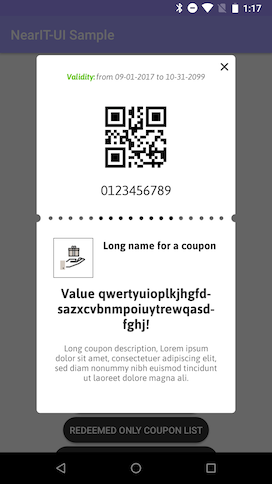 1:17
NearIT-UI Sample
Validity: from 09-01-2017 to 10-31-2099
0123456789
Long name for a coupon
Value qwertyuioplkjhgfd-
sazxcvbnmpoiuytrewqasd-
fghj!
Long coupon description, Lorem ipsum
dolor sit amet, consectetuer adipiscing elit,
sed diam nonummy nibh euismod tincidunt
ut laoreet dolore magna ali.
REDEEMED ONLY COUPON LIST